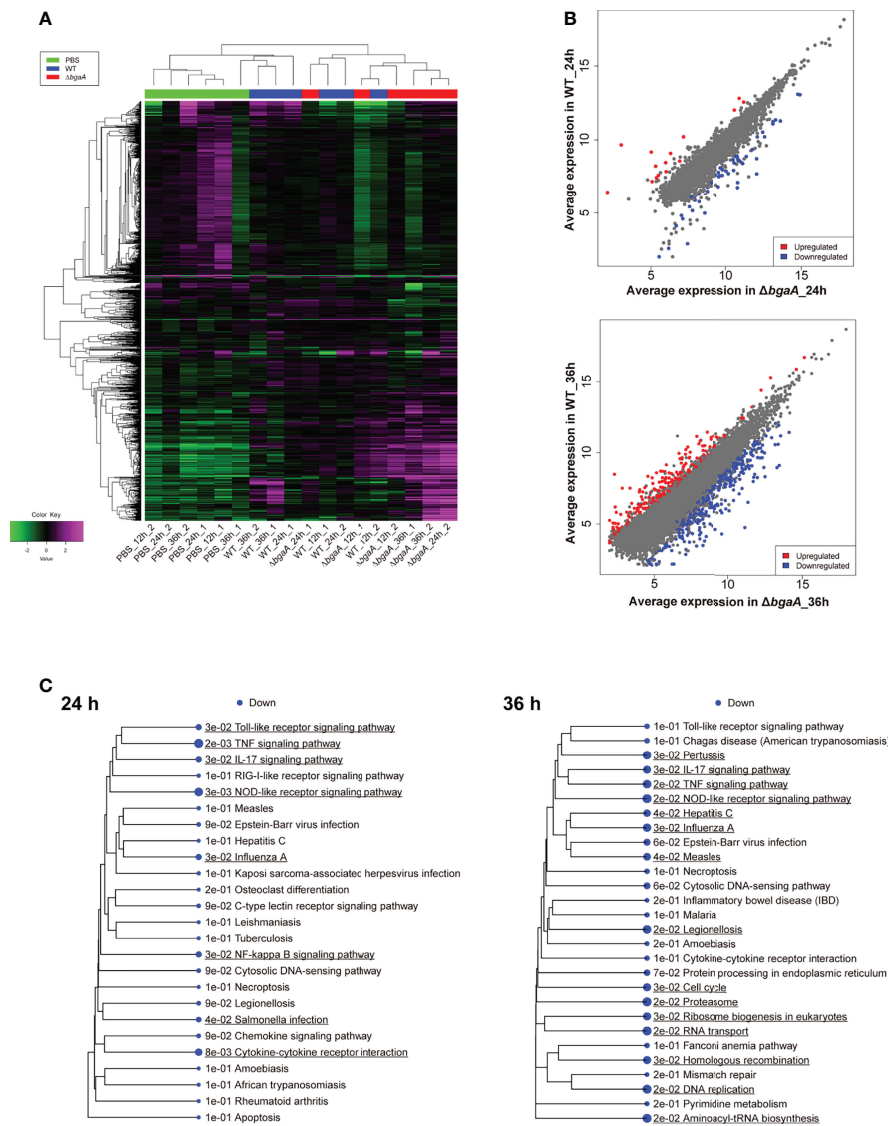 A
PBS
WT
ΔbgaA
Color Key
-2 0 2
Value
PBS_12h_2
PBS_24h_2
PBS_36h_2
PBS_24h_1
PBS_12h_1
PBS_36h_1
WT_36h_2
WT_36h_1
WT_24h_1
ΔbgaA_24h_1
WT_12h_1
WT_24h_2
ΔbgaA_12h_1
WT_12h_2
ΔbgaA_12h_2
ΔbgaA_36h_1
ΔbgaA_36h_2
ΔbgaA_24h_2
B
Average expression in WT_24h
5 10 15
Upregulated
Downregulated
5 10 15
Average expression in ΔbgaA_24h
Average expression in WT_36h
5 10 15
Upregulated
Downregulated
5 10 15
Average expression in ΔbgaA_36h
C
24 h
Down
3e-02 Toll-like receptor signaling pathway
2e-03 TNF signaling pathway
3e-02 IL-17 signaling pathway
1e-01 RIG-I-like receptor signaling pathway
3e-03 NOD-like receptor signaling pathway
1e-01 Measles
9e-02 Epstein-Barr virus infection
1e-01 Hepatitis C
3e-02 Influenza A
1e-01 Kaposi sarcoma-associated herpesvirus infection
2e-01 Osteoclast differentiation
9e-02 C-type lectin receptor signaling pathway
1e-01 Leishmaniasis
1e-01 Tuberculosis
3e-02 NF-kappa B signaling pathway
9e-02 Cytosolic DNA-sensing pathway
1e-01 Necroptosis
9e-02 Legionellosis
4e-02 Salmonella infection
9e-02 Chemokine signaling pathway
8e-03 Cytokine-cytokine receptor interaction
1e-01 Amoebiasis
1e-01 African trypanosomiasis
1e-01 Rheumatoid arthritis
1e-01 Apoptosis
36 h
Down
1e-01 Toll-like receptor signaling pathway
1e-01 Chagas disease (American trypanosomiasis)
3e-02 Pertussis
3e-02 IL-17 signaling pathway
2e-02 TNF signaling pathway
2e-02 NOD-like receptor signaling pathway
4e-02 Hepatitis C
3e-02 Influenza A
6e-02 Epstein-Barr virus infection
4e-02 Measles
1e-01 Necroptosis
6e-02 Cytosolic DNA-sensing pathway
2e-01 Inflammatory bowel disease (IBD)
1e-01 Malaria
2e-02 Legionellosis
2e-01 Amoebiasis
1e-01 Cytokine-cytokine receptor interaction
7e-02 Protein processing in endoplasmic reticulum
3e-02 Cell cycle
2e-02 Proteasome
3e-02 Ribosome biogenesis in eukaryotes
2e-02 RNA transport
1e-01 Fanconi anemia pathway
3e-02 Homologous recombination
2e-01 Mismatch repair
2e-02 DNA replication
2e-01 Pyrimidine metabolism
2e-02 Aminoacyl-tRNA biosynthesis